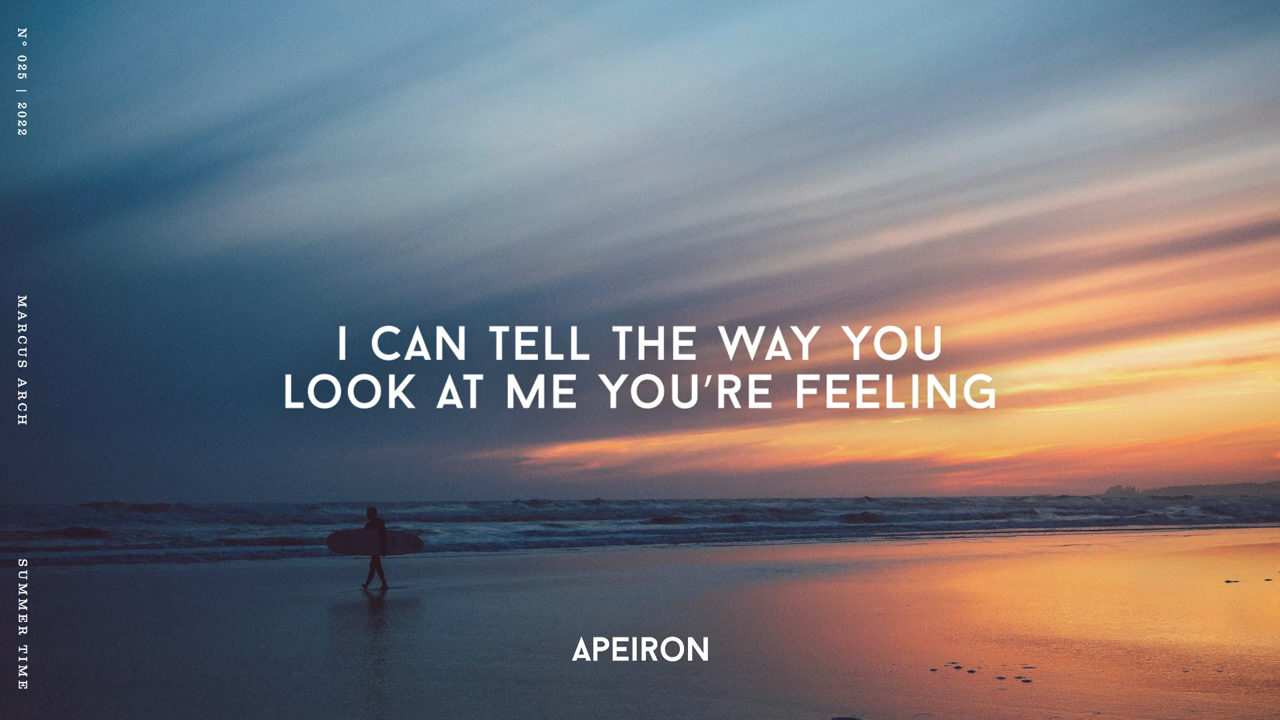 N° 025 | 2022
MARCUS ARCH
SUMMER TIME
I CAN TELL THE WAY YOU
LOOK AT ME YOU'RE FEELING
APEIRON